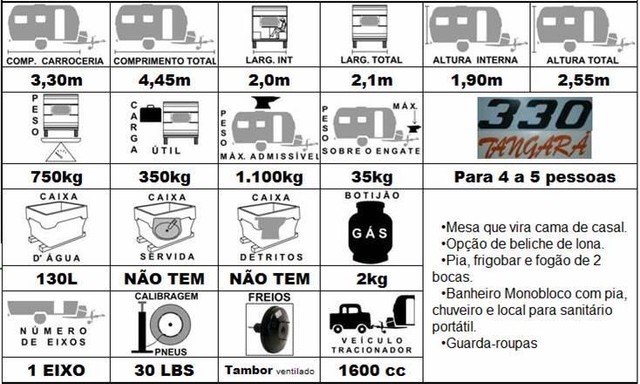 COMP. CARROCERIA
3,30m
COMPRIMENTO TOTAL
4,45m
LARG. INT
2,0m
LARG. TOTAL
2,1m
ALTURA INTERNA
1,90m
ALTURA TOTAL
2,55m
PESO
750kg
CARGA ÚTIL
350kg
PESO
MÁX. ADMISSÍVEL
1.100kg
PESO MÁX.
SOBRE O ENGATE
35kg
330
TANGARÁ
Para 4 a 5 pessoas
CAIXA
D'ÁGUA
130L
CAIXA
SERVIDA
NÃO TEM
CAIXA
DETRITOS
NÃO TEM
BOTIJÃO
GÁS
2kg
•Mesa que vira cama de casal.
•Opção de beliche de lona.
•Pia, frigobar e fogão de 2
bocas.
•Banheiro Monobloco com pia,
chuveiro e local para sanitário
portátil.
•Guarda-roupas
NÚMERO
DE EIXOS
1 EIXO
CALIBRAGEM
PNEUS
30 LBS
FREIOS
Tambor ventilado
VEÍCULO
TRACIONADOR
1600 cc